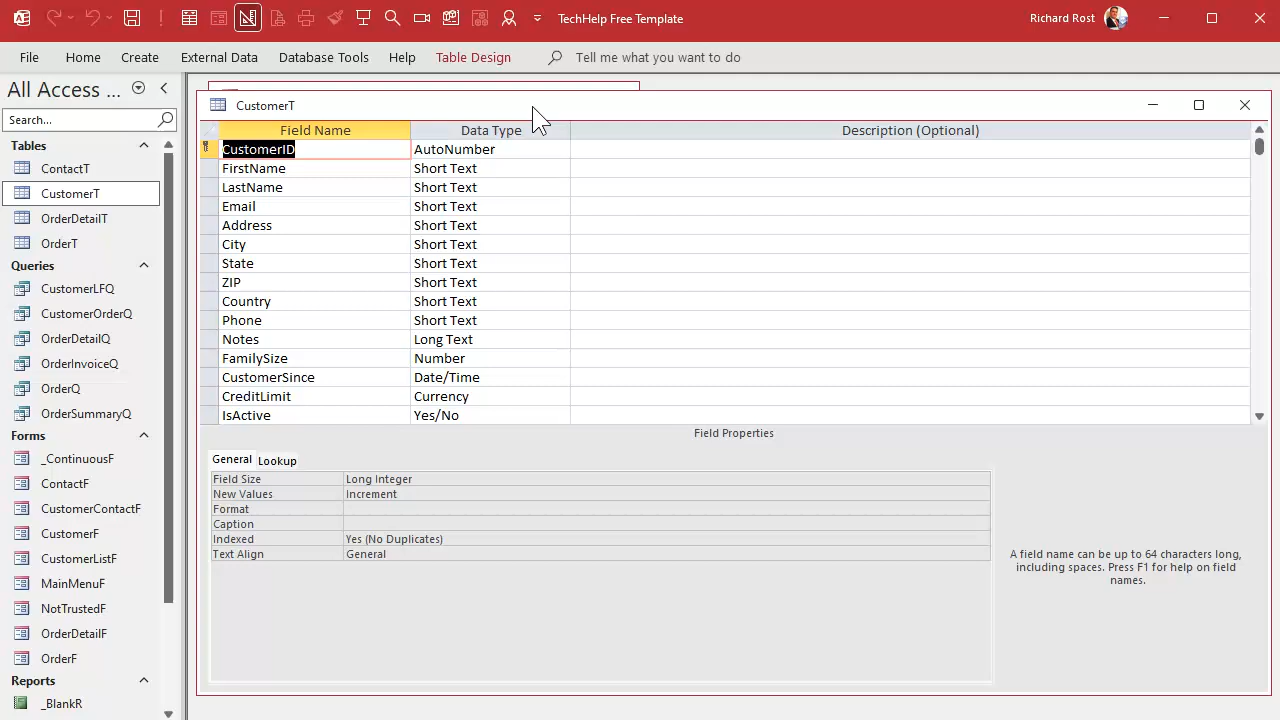 TechHelp Free Template
Richard Rost
File Home Create External Data Database Tools Help Table Design Tell me what you want to do
All Access ...
Search...
Tables
ContactT
CustomerT
OrderDetailT
OrderT
Queries
CustomerLFQ
CustomerOrderQ
OrderDetailQ
OrderInvoiceQ
OrderQ
OrderSummaryQ
Forms
_ContinuousF
ContactF
CustomerContactF
CustomerF
CustomerListF
MainMenuF
NotTrustedF
OrderDetailF
OrderF
Reports
_BlankR
CustomerT
Field Name Data Type Description (Optional)
CustomerID AutoNumber
FirstName Short Text
LastName Short Text
Email Short Text
Address Short Text
City Short Text
State Short Text
ZIP Short Text
Country Short Text
Phone Short Text
Notes Long Text
FamilySize Number
CustomerSince Date/Time
CreditLimit Currency
IsActive Yes/No
Field Properties
General Lookup
Field Size Long Integer
New Values Increment
Format
Caption
Indexed Yes (No Duplicates)
Text Align General
A field name can be up to 64 characters long,
including spaces. Press F1 for help on field
names.